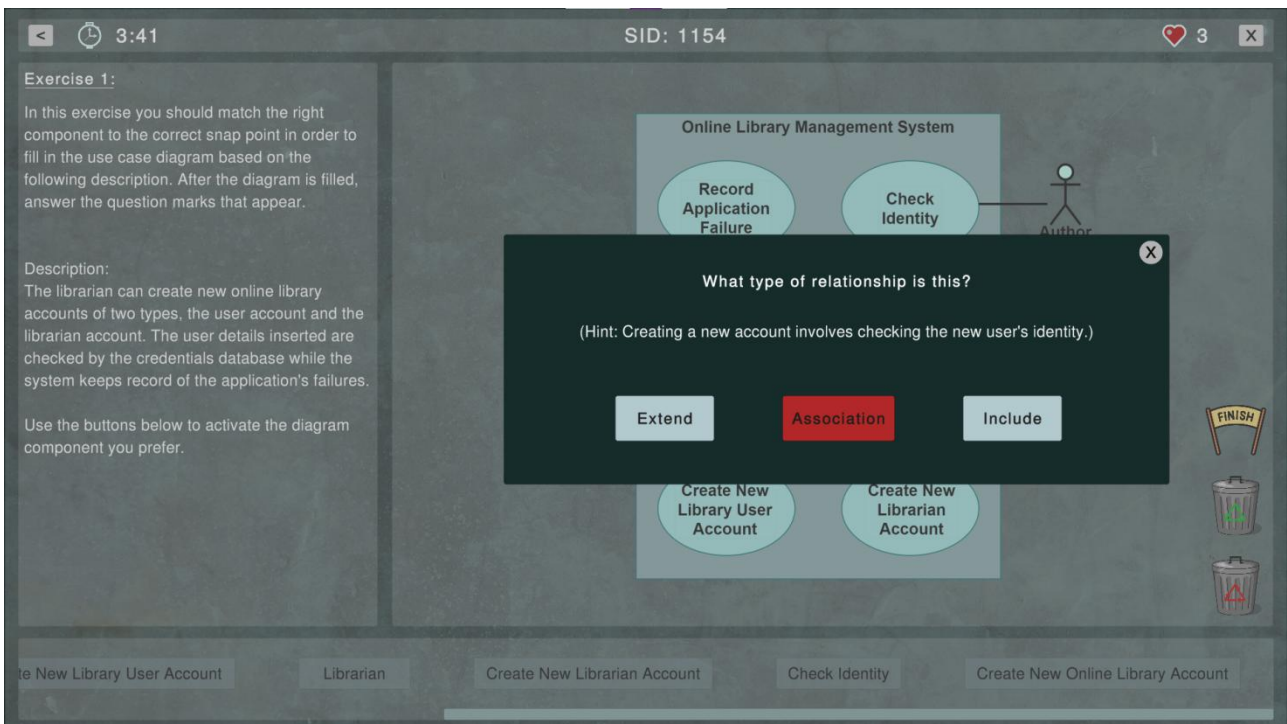 < 3:41 SID: 1154 3 X
Exercise 1:
In this exercise you should match the right
component to the correct snap point in order to
fill in the use case diagram based on the
following description. After the diagram is filled,
answer the question marks that appear.
Description:
The librarian can create new online library
accounts of two types, the user account and the
librarian account. The user details inserted are
checked by the credentials database while the
system keeps record of the application's failures.
Use the buttons below to activate the diagram
component you prefer.
Online Library Management System
Record
Application
Failure
Check
Identity
Author
X
What type of relationship is this?
(Hint: Creating a new account involves checking the new user's identity.)
Extend Association Include
Create New
Library User
Account
Create New
Librarian
Account
FINISH
New Library User Account Librarian Create New Librarian Account Check Identity Create New Online Library Account